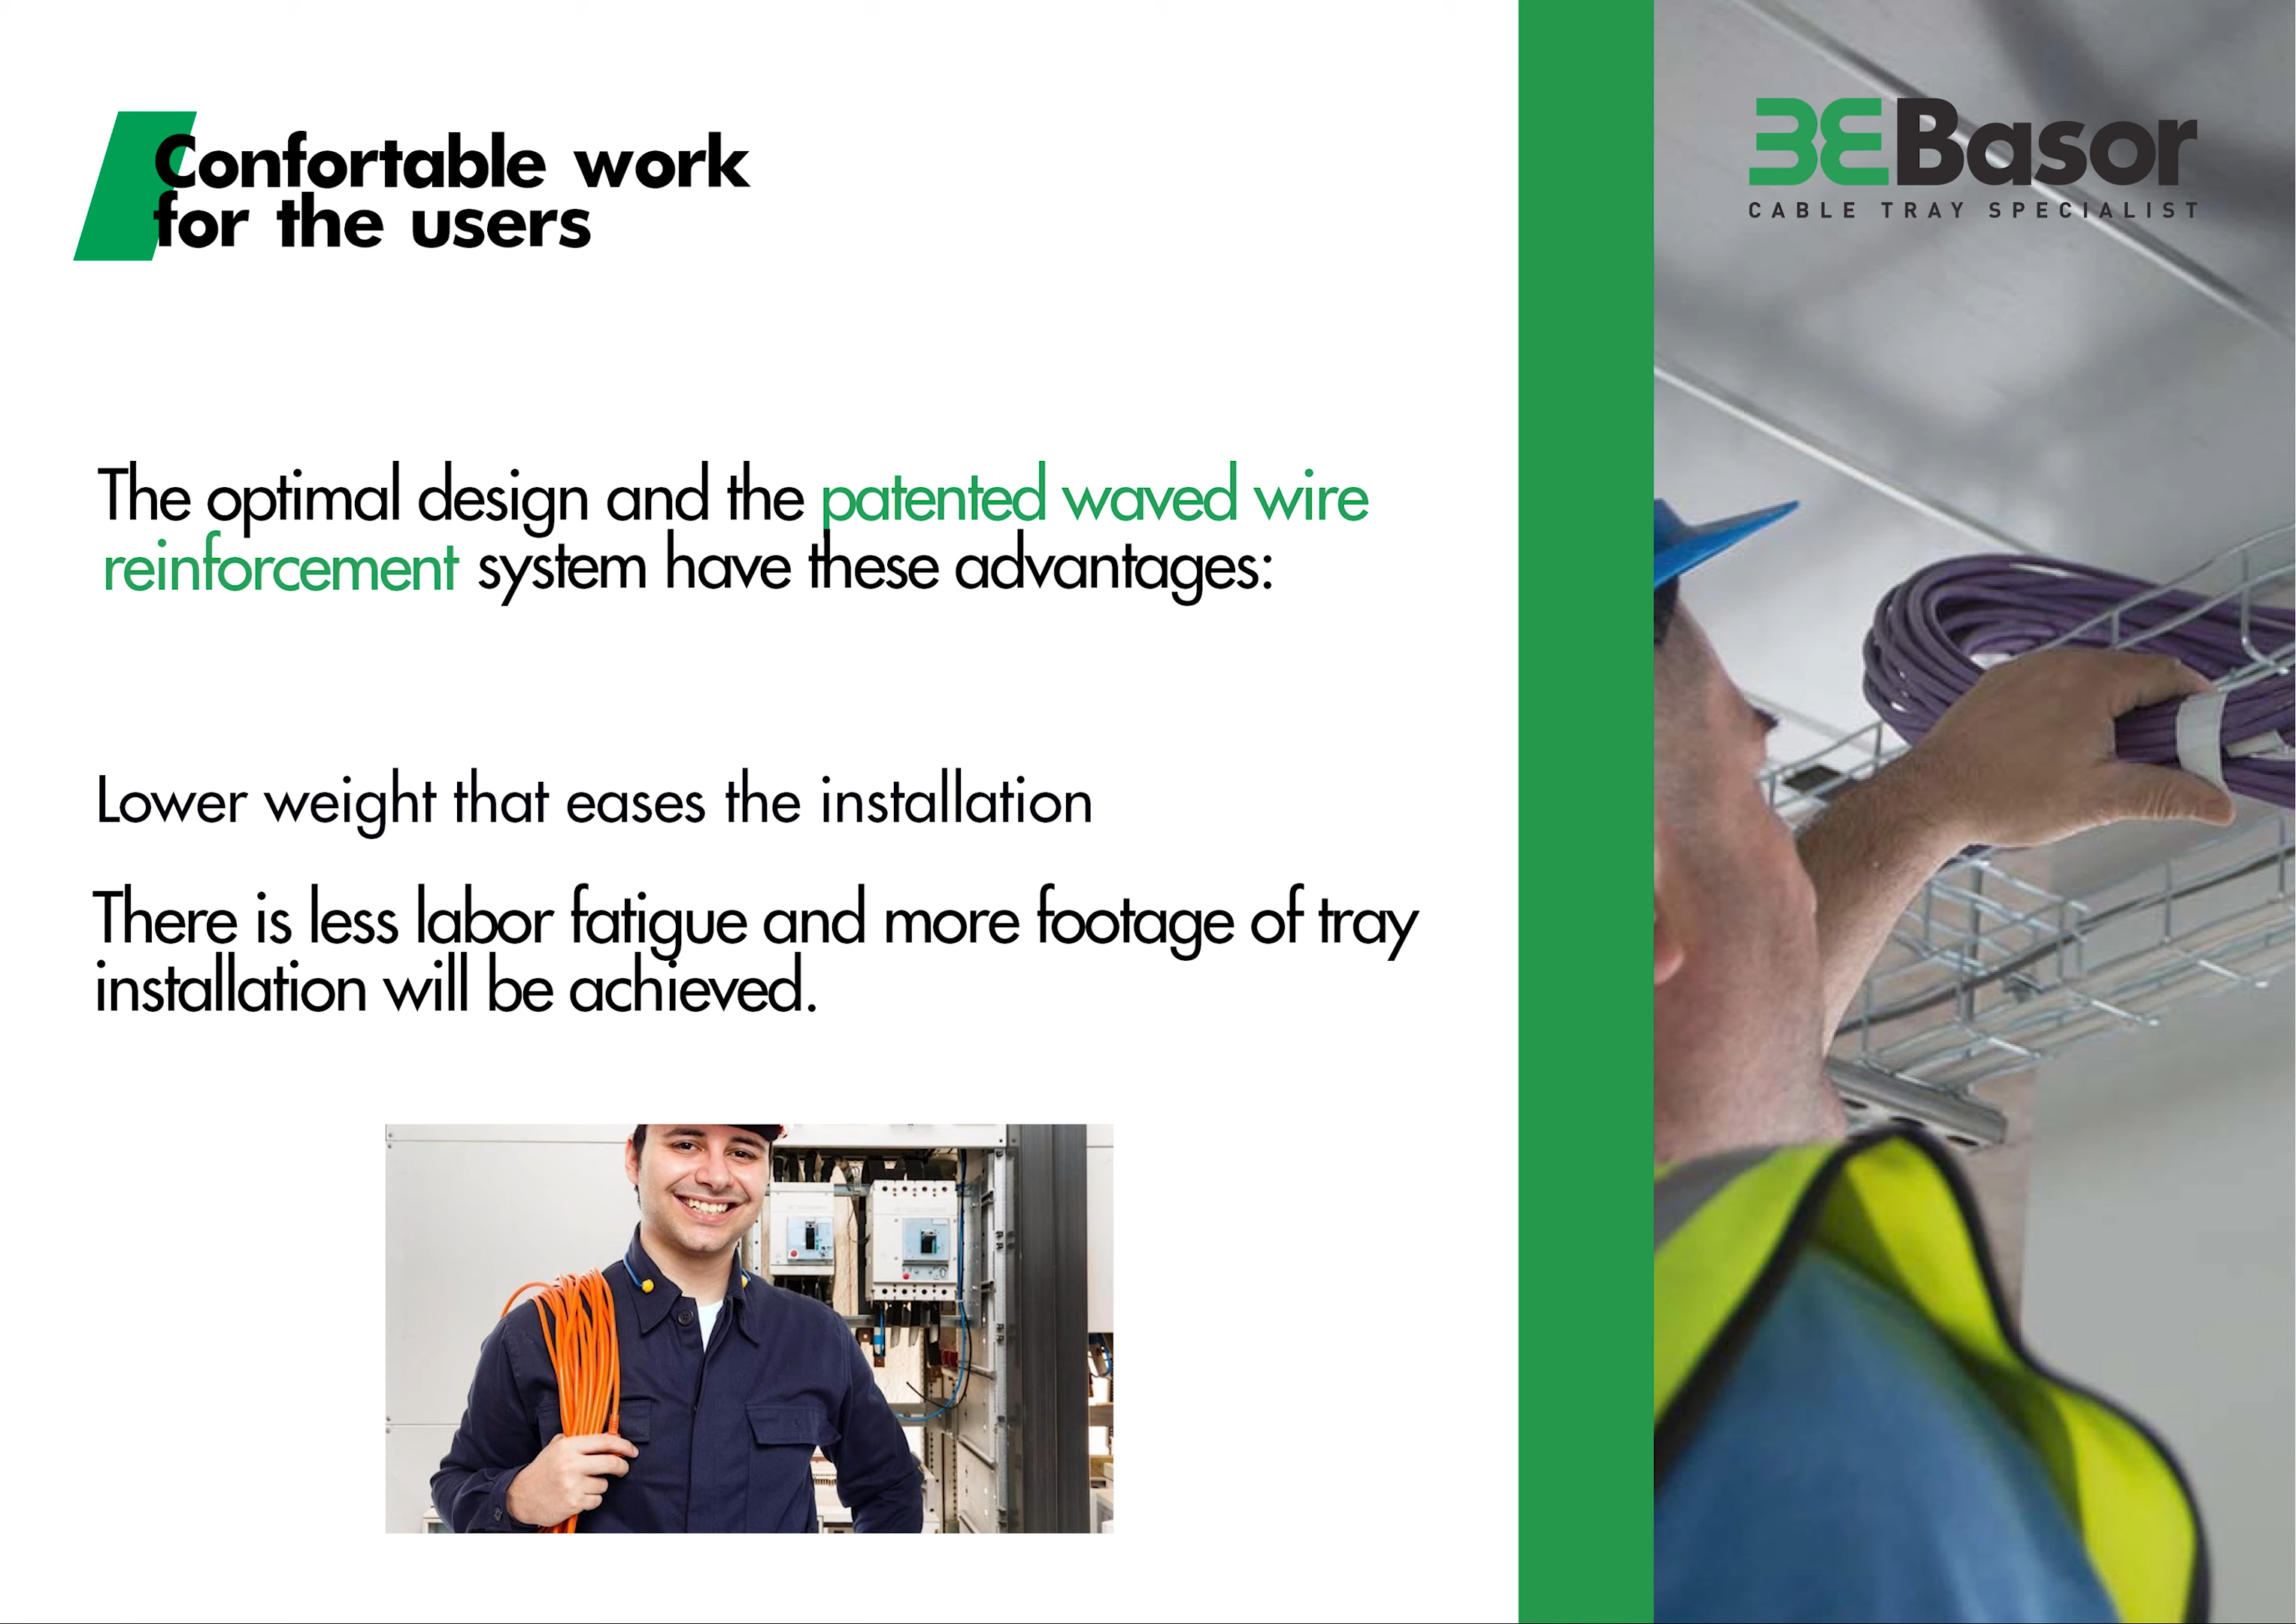 Confortable work
for the users
The optimal design and the patented waved wire
reinforcement system have these advantages:
Lower weight that eases the installation
There is less labor fatigue and more footage of tray
installation will be achieved.
Basor
CABLE TRAY SPECIALIST